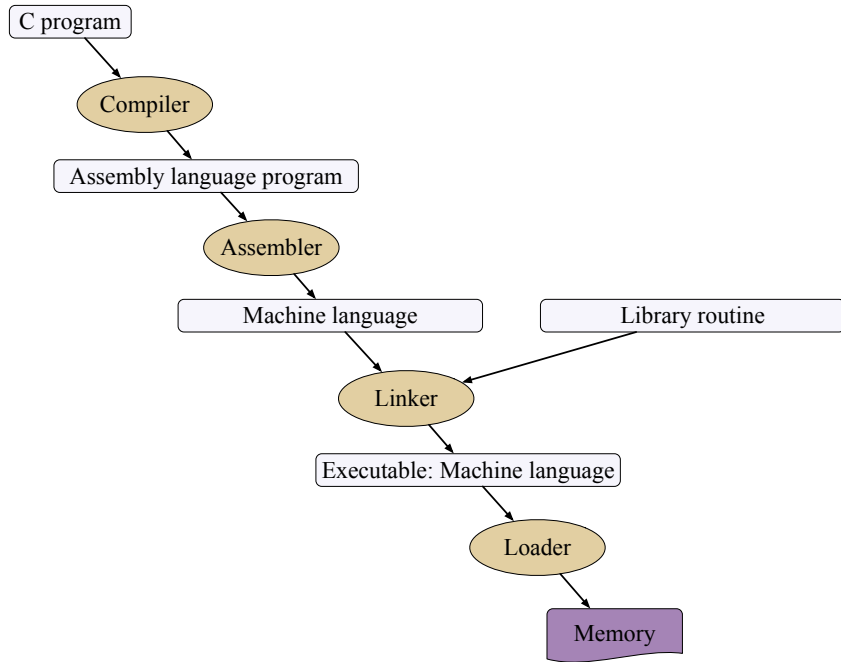 C program
Compiler
Assembly language program
Assembler
Machine language
Library routine
Linker
Executable: Machine language
Loader
Memory